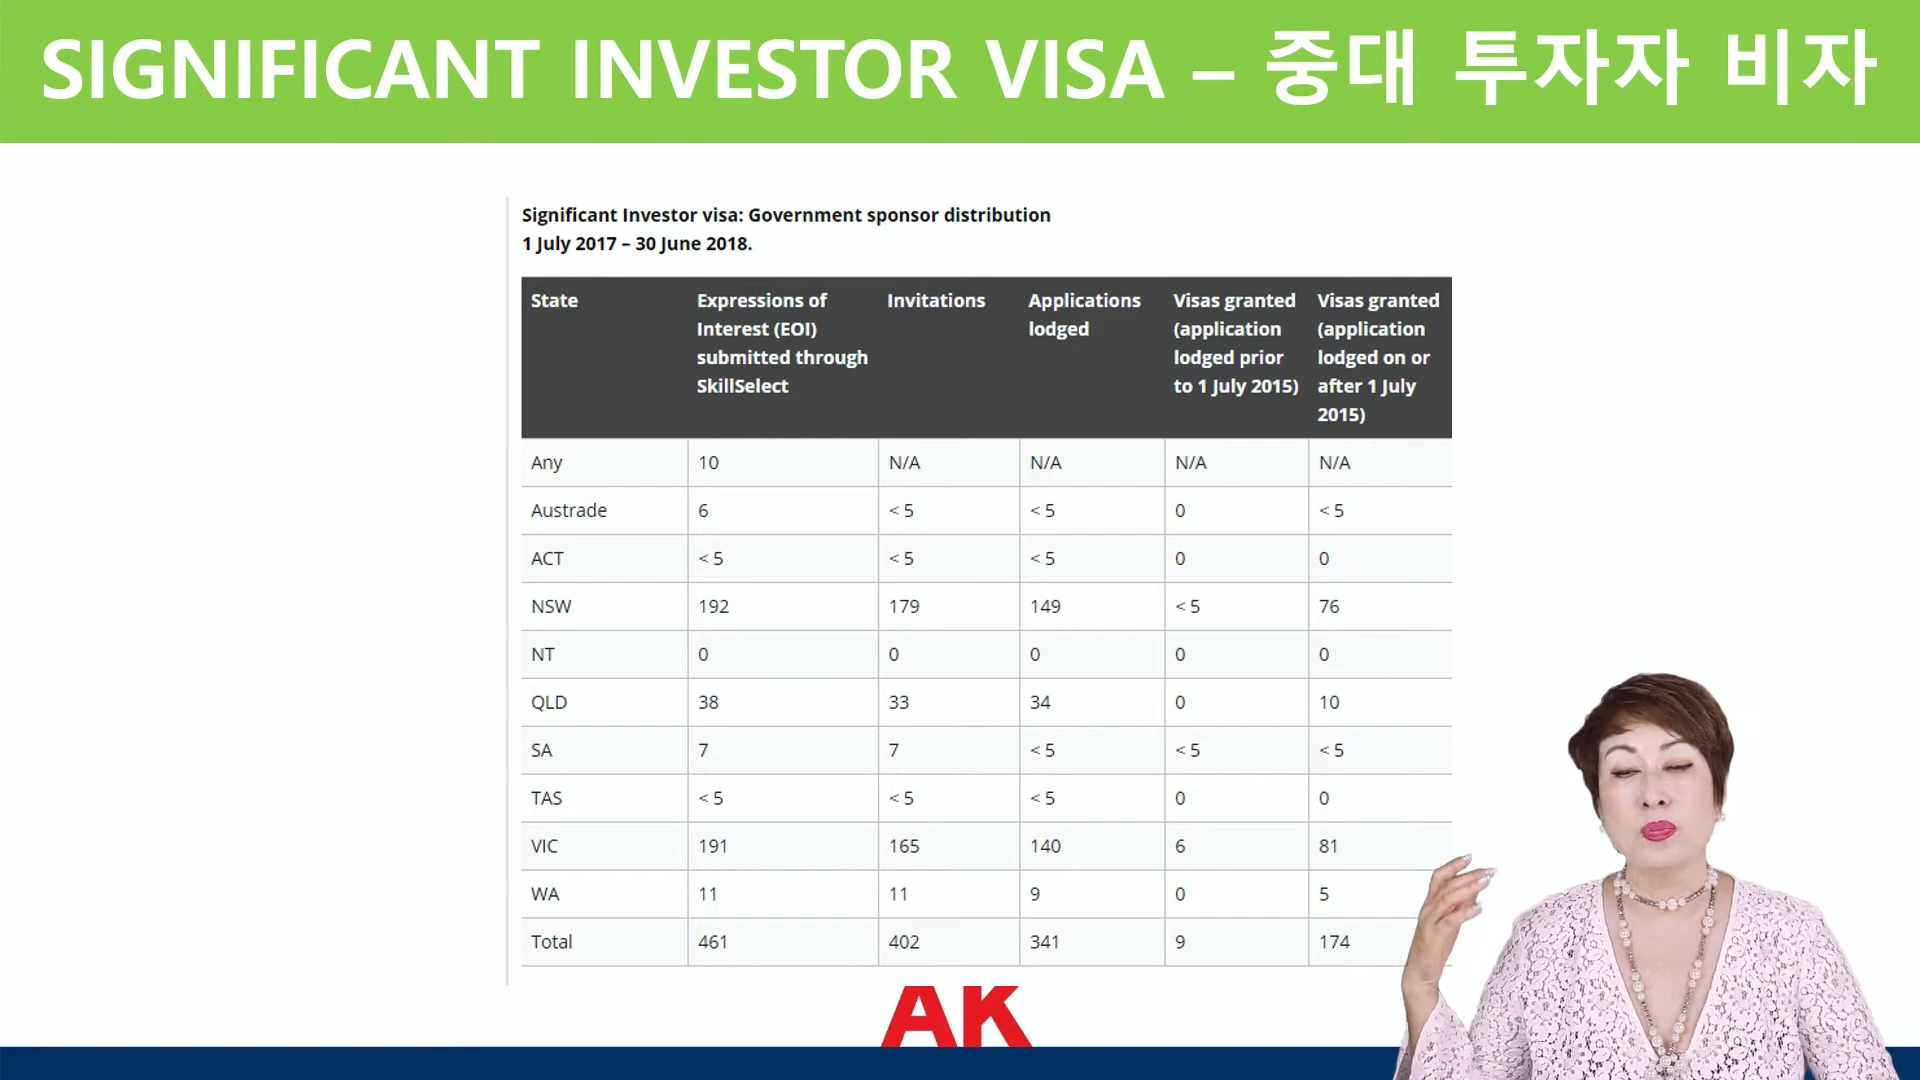 SIGNIFICANT INVESTOR VISA – 중대 투자자 비자
Significant Investor visa: Government sponsor distribution
1 July 2017 – 30 June 2018.
State | Expressions of Interest (EOI) submitted through SkillSelect | Invitations | Applications lodged | Visas granted (application lodged prior to 1 July 2015) | Visas granted (application lodged on or after 1 July 2015)
Any | 10 | N/A | N/A | N/A | N/A
Austrade | 6 | < 5 | < 5 | 0 | < 5
ACT | < 5 | < 5 | < 5 | 0 | 0
NSW | 192 | 179 | 149 | < 5 | 76
NT | 0 | 0 | 0 | 0 | 0
QLD | 38 | 33 | 34 | 0 | 10
SA | 7 | 7 | < 5 | < 5 | < 5
TAS | < 5 | < 5 | < 5 | 0 | 0
VIC | 191 | 165 | 140 | 6 | 81
WA | 11 | 11 | 9 | 0 | 5
Total | 461 | 402 | 341 | 9 | 174
AK